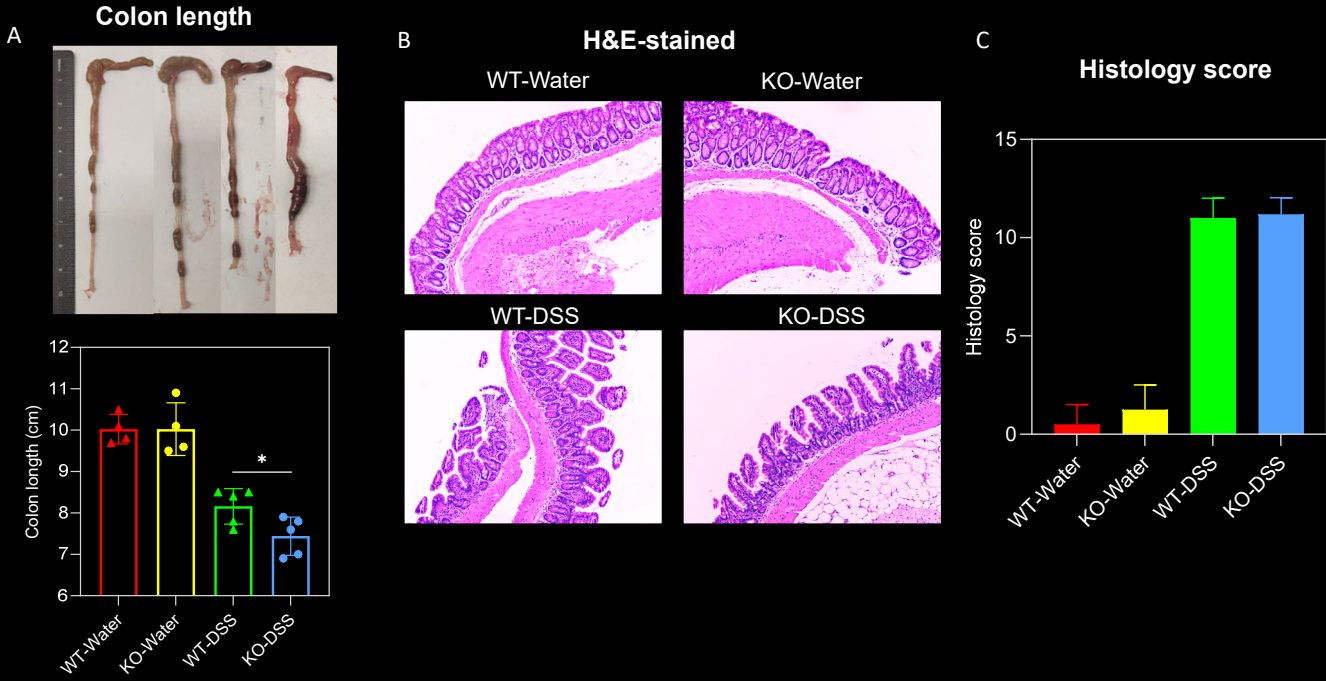 A
Colon length
12
11
10
9
8
7
6
Colon length (cm)
*
WT-Water
KO-Water
WT-DSS
KO-DSS
B
H&E-stained
WT-Water
KO-Water
WT-DSS
KO-DSS
C
Histology score
15
10
5
0
Histology score
WT-Water
KO-Water
WT-DSS
KO-DSS